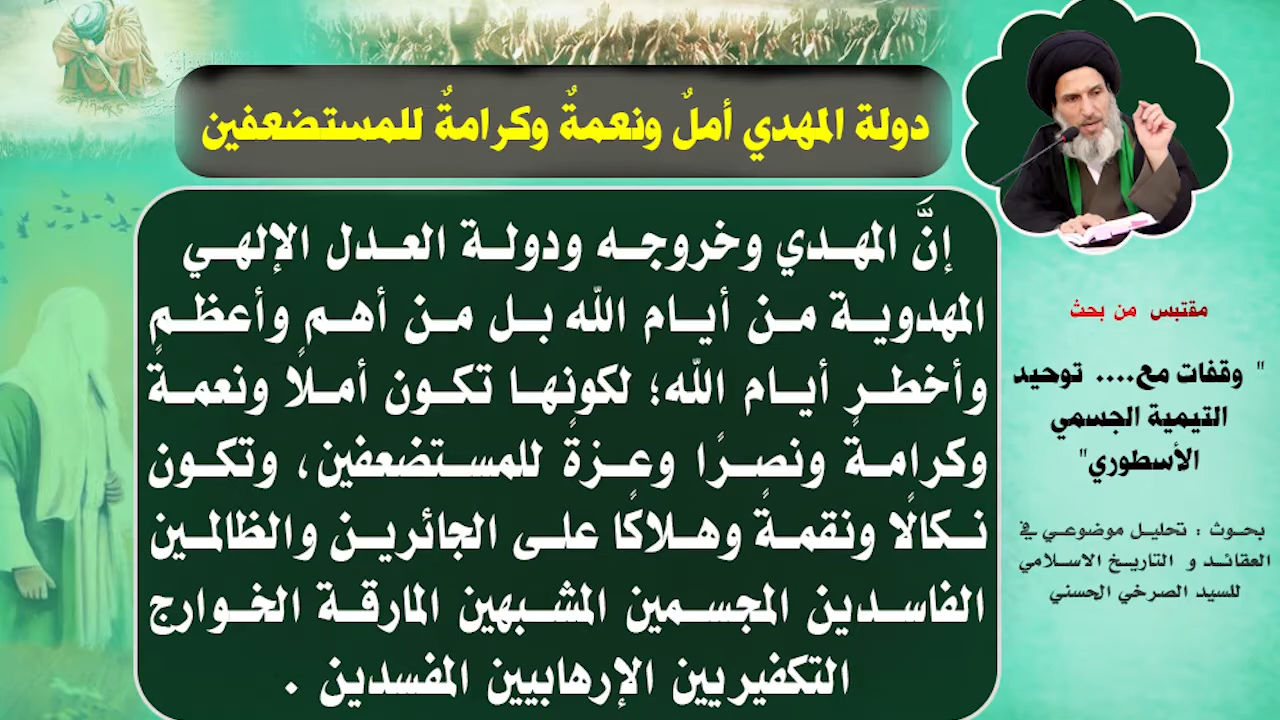 دولة المهدي أملٌ ونعمةٌ وكرامةٌ للمستضعفين
إنَّ المهدي وخروجه ودولة العدل الإلهي
المهدوية من أيام الله بل من أهم وأعظم
وأخطر أيام الله؛ لكونها تكون أملًا ونعمةً
وكرامةً ونصرًا وعزةً للمستضعفين، وتكون
نكالًا ونقمةً وهلاكًا على الجائرين والظالمين
الفاسدين المجسمين المشبهين المارقة الخوارج
التكفيريين الإرهابيين المفسدين .
مقتبس من بحث
" وقفات مع.... توحيد
التيمية الجسمي
الأسطوري"
بحوث : تحليل موضوعي في
العقائد و التاريخ الاسلامي
للسيد الصرخي الحسني